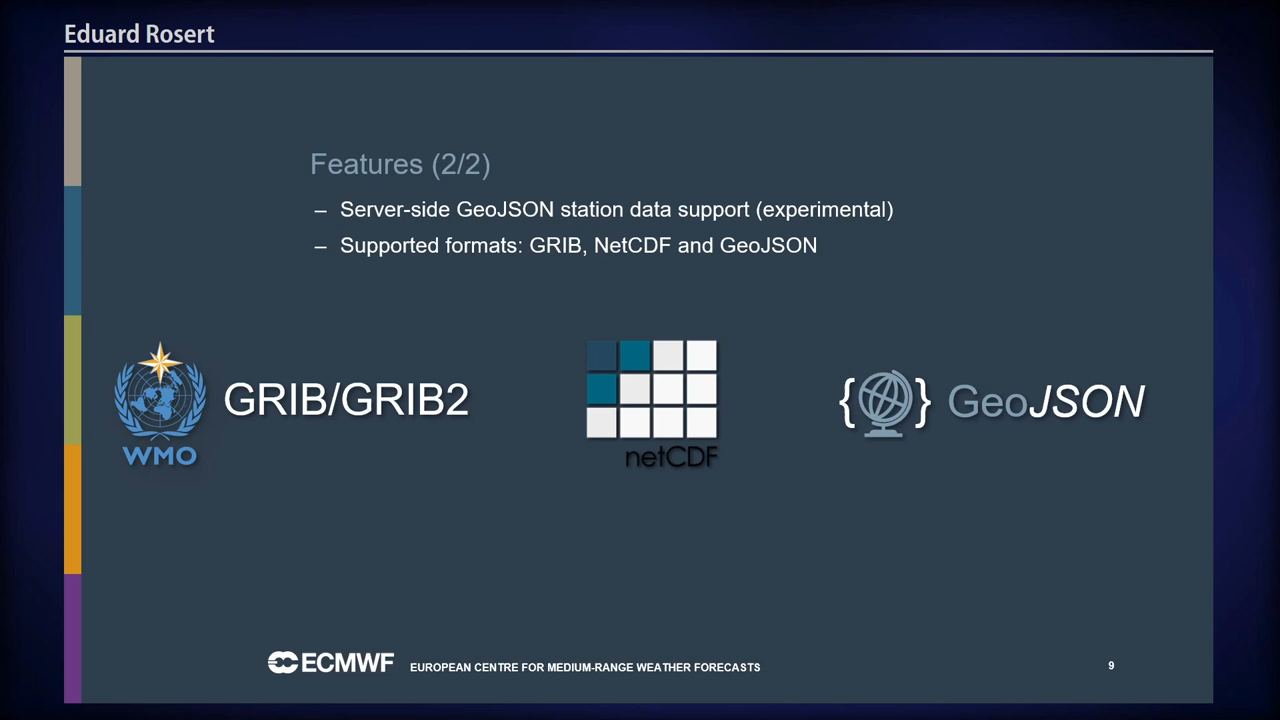 Eduard Rosert
Features (2/2)
– Server-side GeoJSON station data support (experimental)
– Supported formats: GRIB, NetCDF and GeoJSON
WMO
GRIB/GRIB2
netCDF
{ } GeoJSON
ECMWF EUROPEAN CENTRE FOR MEDIUM-RANGE WEATHER FORECASTS
9